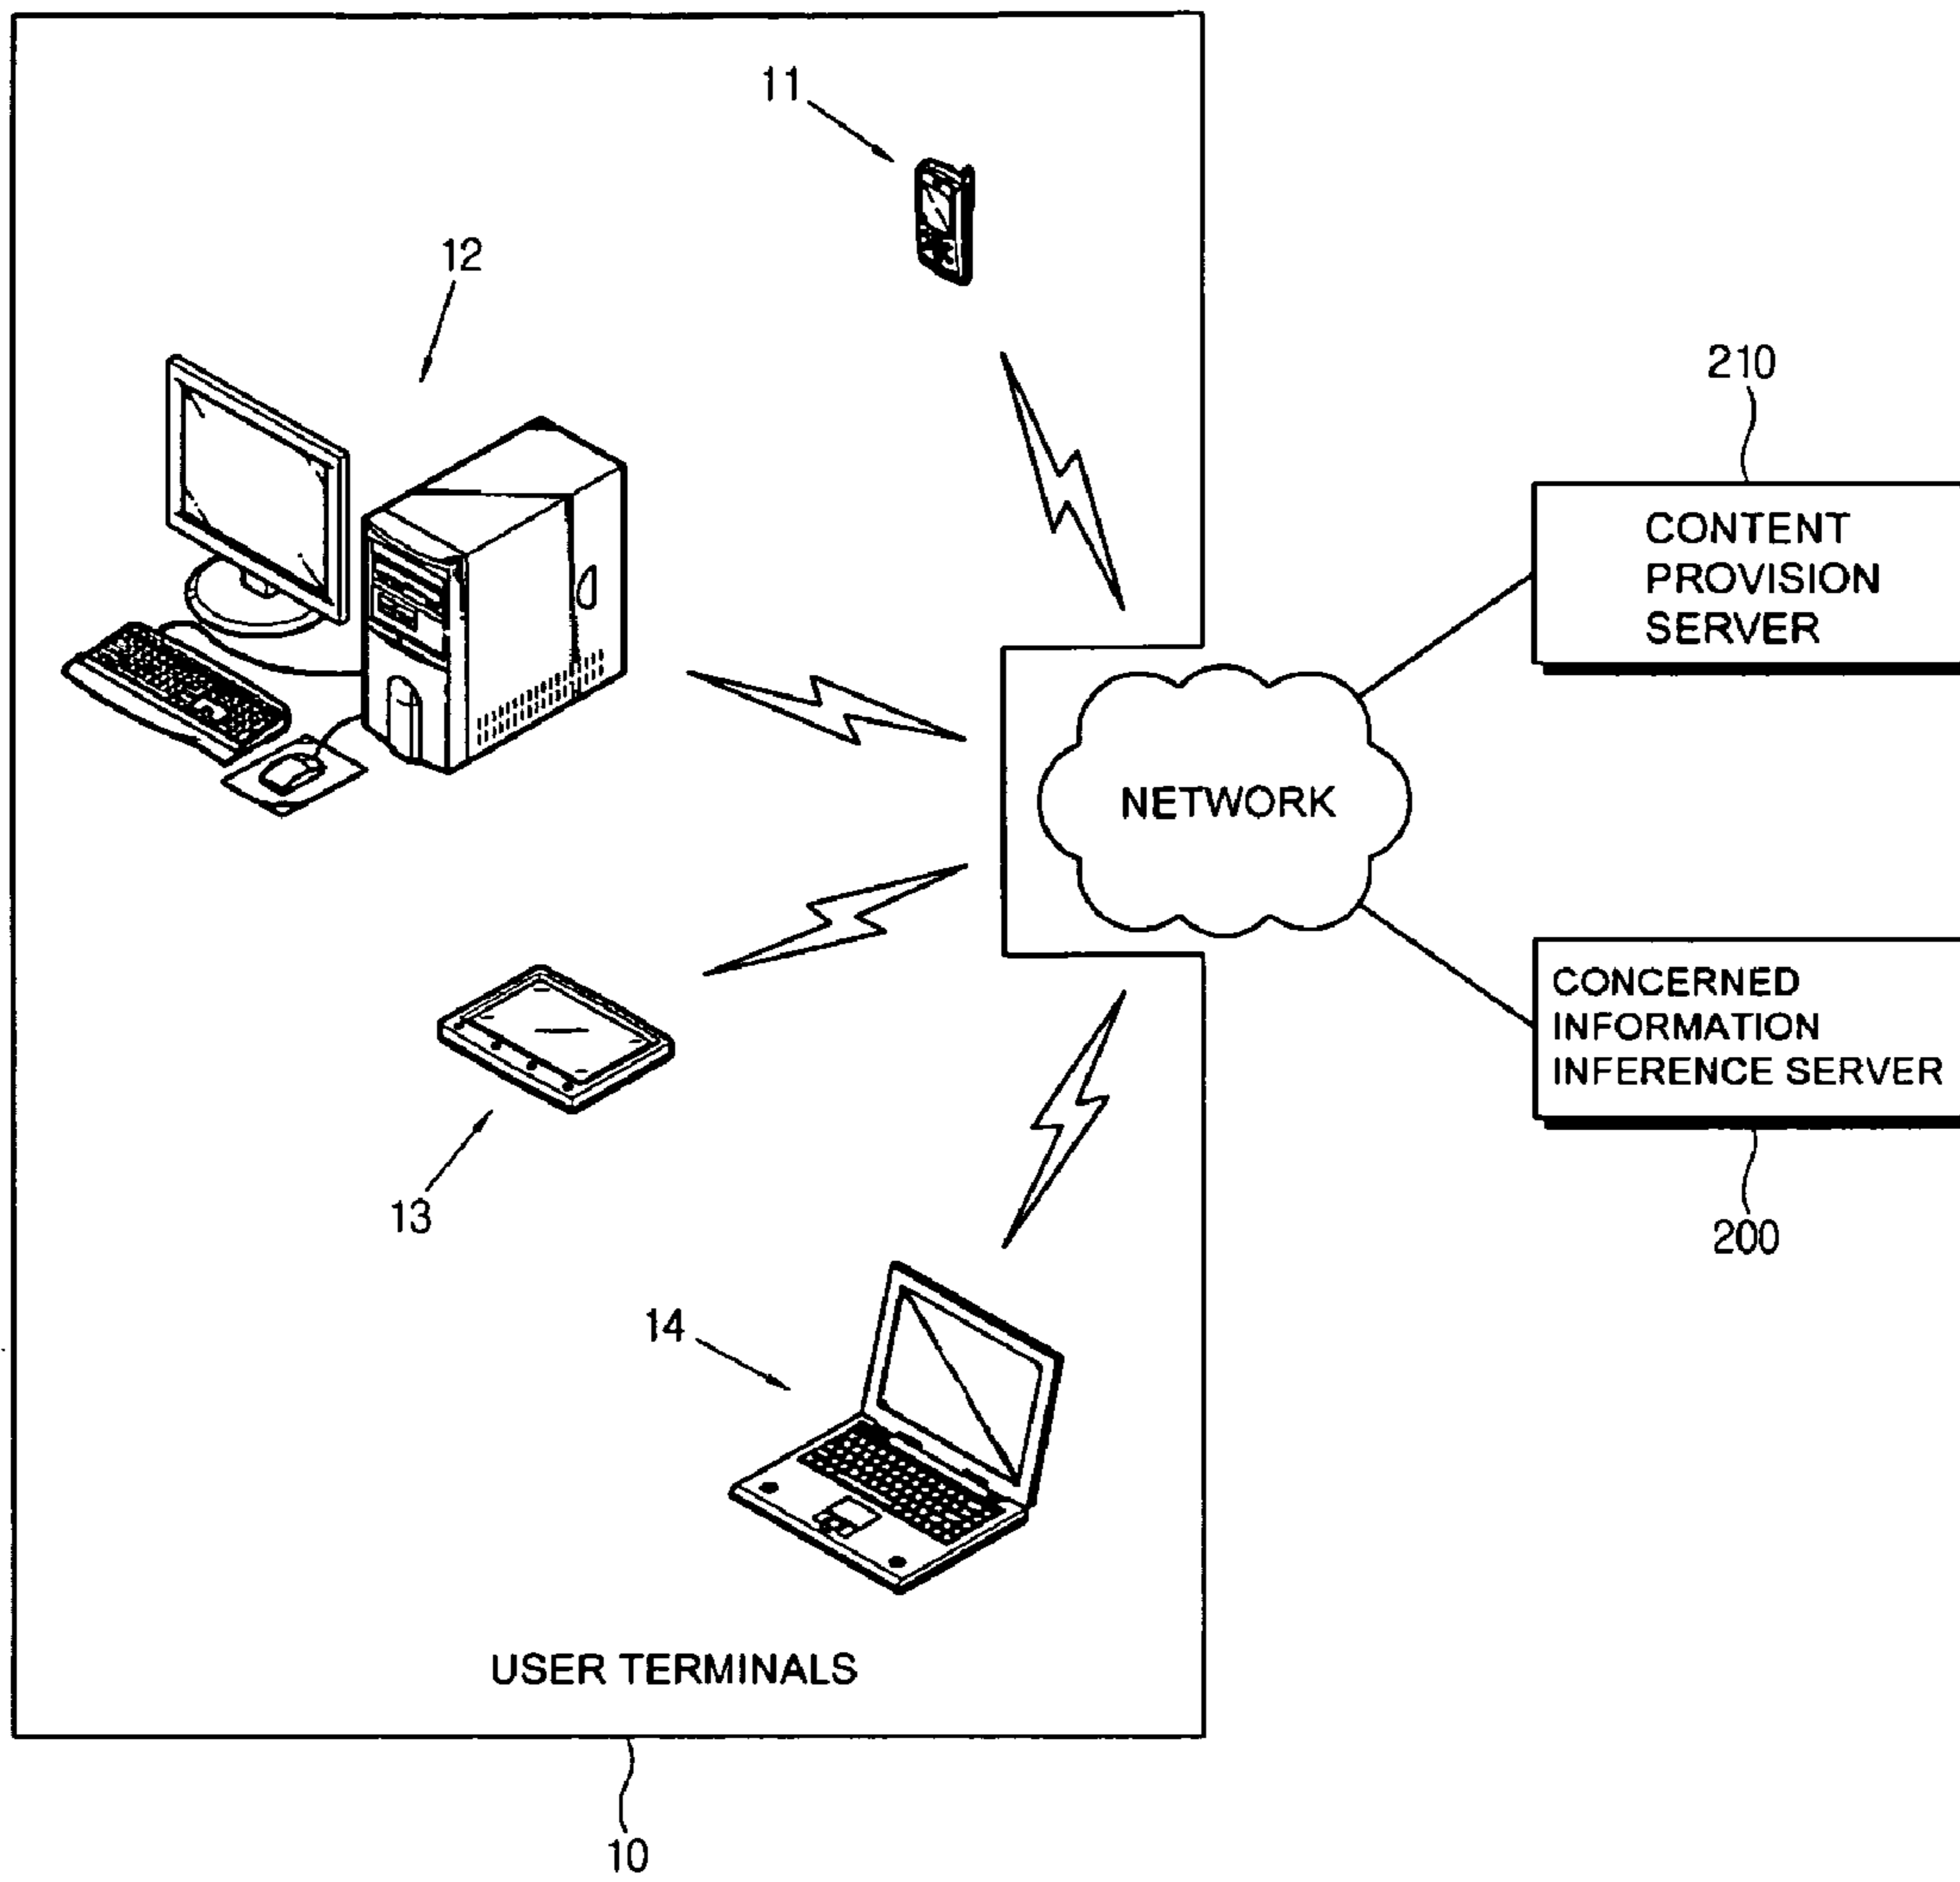 11
12
210
CONTENT
PROVISION
SERVER
NETWORK
CONCERNED
INFORMATION
INFERENCE SERVER
13
200
14
USER TERMINALS
10